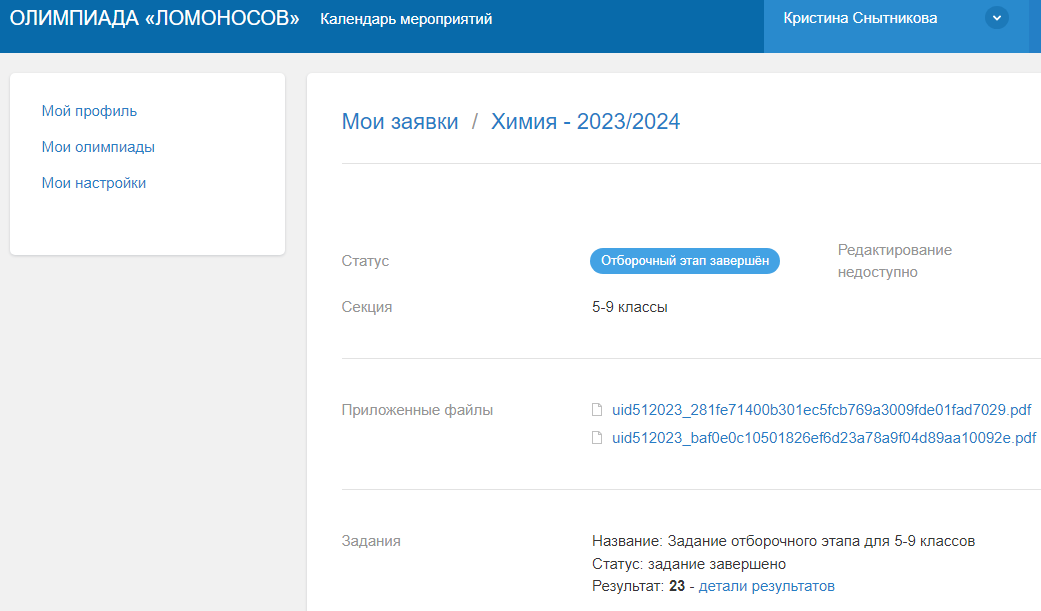 ОЛИМПИАДА «ЛОМОНОСОВ» Календарь мероприятий Кристина Снытникова
Мой профиль
Мои олимпиады
Мои настройки
Мои заявки / Химия - 2023/2024
Статус Отборочный этап завершён Редактирование недоступно
Секция 5-9 классы
Приложенные файлы uid512023_281fe71400b301ec5fcb769a3009fde01fad7029.pdf
uid512023_baf0e0c10501826ef6d23a78a9f04d89aa10092e.pdf
Задания Название: Задание отборочного этапа для 5-9 классов
Статус: задание завершено
Результат: 23 - детали результатов